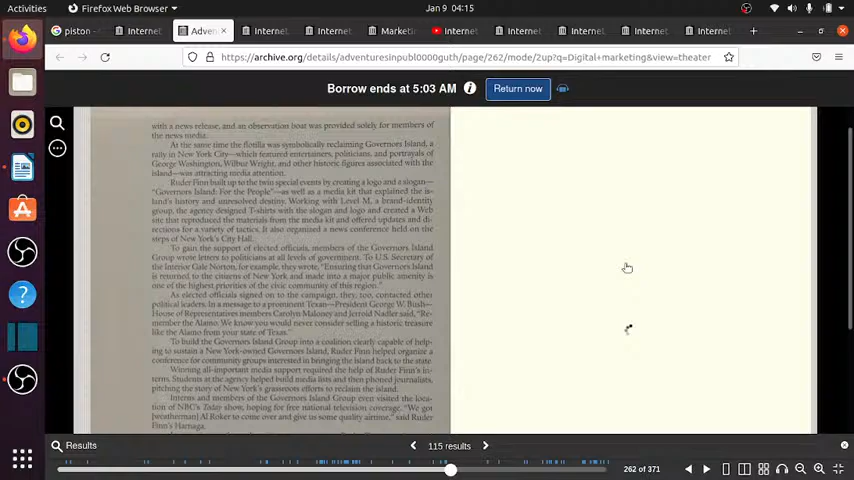 Activities
Firefox Web Browser
Jan 9 04:15
piston -
Internet
Adven
Internet
Internet
Market
Internet
Internet
Internet
Internet
https://archive.org/details/adventuresinpubl0000guth/page/262/mode/2up?q=Digital+marketing&view=theater
Borrow ends at 5:03 AM
Return now
with a news release, and an observation boat was provided solely for members of
the news media.
At the same time the flotilla was symbolically reclaiming Governors Island, a
rally in New York City—which featured entertainers, politicians, and portrayals of
George Washington, Wilbur Wright, and other historic figures associated with the
island—was attracting media attention.
Ruder Finn built up to the twin special events by creating a logo and a slogan—
"Governors Island: For the People"—as well as a media kit that explained the is-
land's history and unresolved destiny. Working with Level M, a brand-identity
group, the agency designed T-shirts with the slogan and logo and created a Web
site that reproduced the materials from the media kit and offered updates and di-
rections for a variety of tactics. It also organized a news conference held on the
steps of New York's City Hall.
To gain the support of elected officials, members of the Governors Island
Group wrote letters to politicians at all levels of government. To U.S. Secretary of
the Interior Gale Norton, for example, they wrote, "Ensuring that Governors Island
is returned to the citizens of New York and made into a major public amenity is
one of the highest priorities of the civic community of this region."
As elected officials signed on to the campaign, they, too, contacted other
political leaders. In a message to a prominent Texan—President George W. Bush—
House of Representatives members Carolyn Maloney and Jerrold Nadler said, "Re-
member the Alamo. We know you would never consider selling a historic treasure
like the Alamo from your state of Texas."
To build the Governors Island Group into a coalition clearly capable of help-
ing to sustain a New York-owned Governors Island, Ruder Finn helped organize a
conference for community groups interested in bringing the island back to the state.
Winning all-important media support required the help of Ruder Finn's in-
terns. Students at the agency helped build media lists and then phoned journalists,
pitching the story of New York's grassroots efforts to reclaim the island.
Interns and members of the Governors Island Group even visited the loca-
tion of NBC's Today show, hoping for free national television coverage. "We got
[weatherman] Al Roker to come over and give us some quality airtime," said Ruder
Finn's Harnaga.
Results
115 results
262 of 371